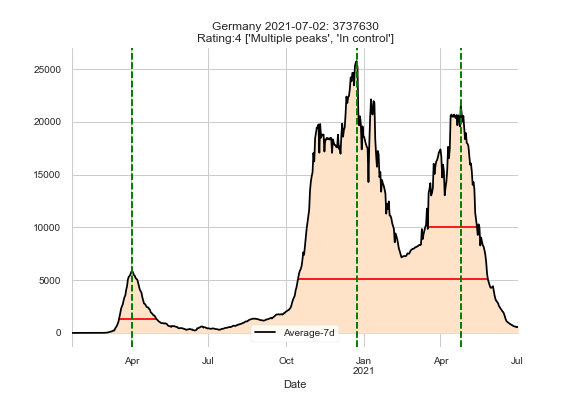 Germany 2021-07-02: 3737630
Rating:4 ['Multiple peaks', 'In control']
25000
20000
15000
10000
5000
0
Average-7d
Apr Jul Oct Jan Apr Jul
2021
Date